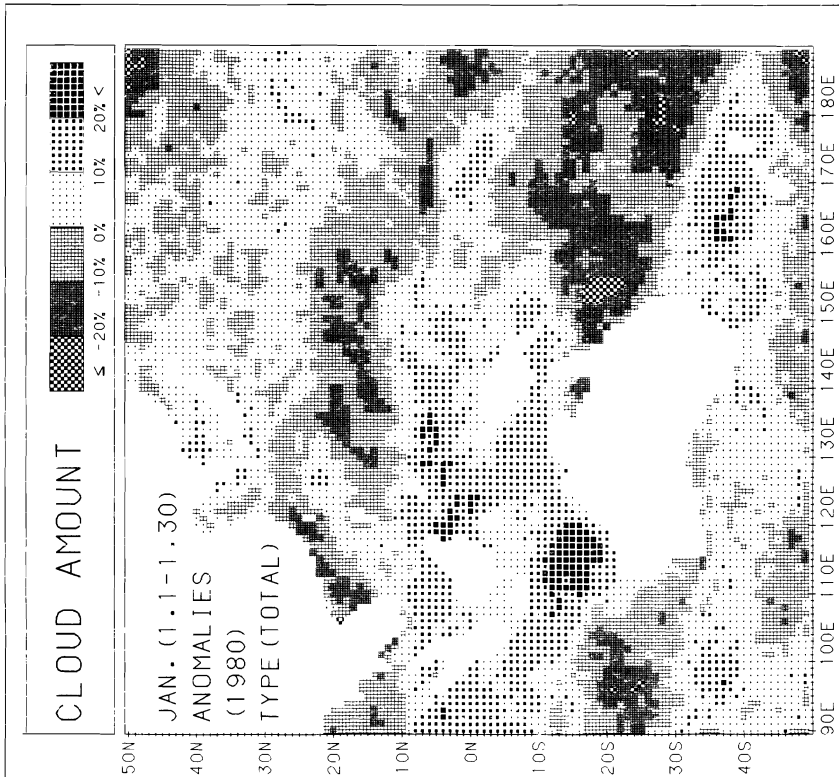 CLOUD AMOUNT
≤ -20% -10% 0% 10% 20% <
JAN. (1.1-1.30)
ANOMALIES
(1980)
TYPE (TOTAL)
50N
40N
30N
20N
10N
0N
10S
20S
30S
40S
90E 100E 110E 120E 130E 140E 150E 160E 170E 180E